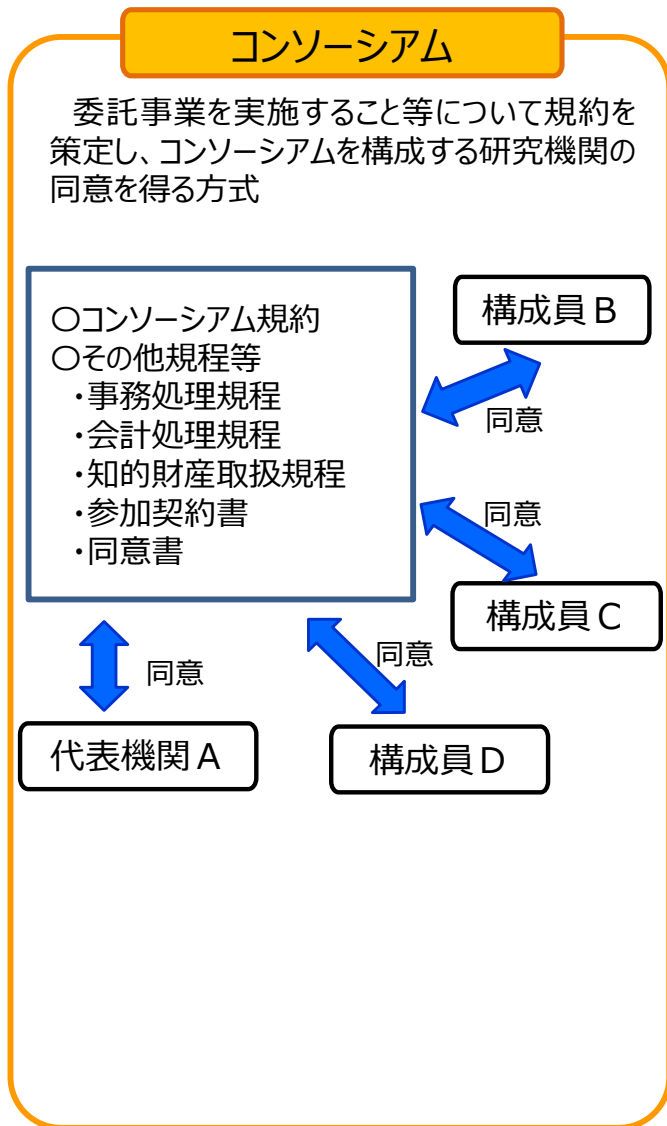 コンソーシアム
委託事業を実施すること等について規約を
策定し、コンソーシアムを構成する研究機関の
同意を得る方式
〇コンソーシアム規約
〇その他規程等
・事務処理規程
・会計処理規程
・知的財産取扱規程
・参加契約書
・同意書
構成員Ｂ
同意
同意
構成員Ｃ
同意
同意
代表機関Ａ
構成員Ｄ